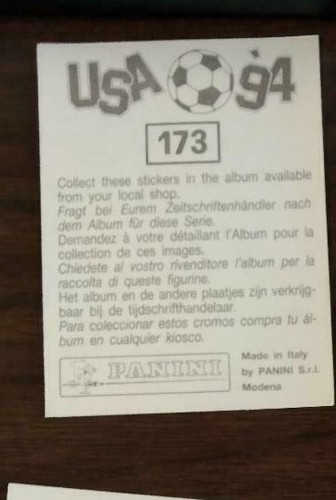 USA '94
173
Collect these stickers in the album available
from your local shop.
Fragt bei Eurem Zeitschriftenhändler nach
dem Album für diese Serie.
Demandez à votre détaillant l'Album pour la
collection de ces images.
Chiedete al vostro rivenditore l'album per la
raccolta di queste figurine.
Het album en de andere plaatjes zijn verkrijg-
baar bij de tijdschrifthandelaar.
Para coleccionar estos cromos compra tu ál-
bum en cualquier kiosco.
PANINI
Made in Italy
by PANINI S.r.l.
Modena